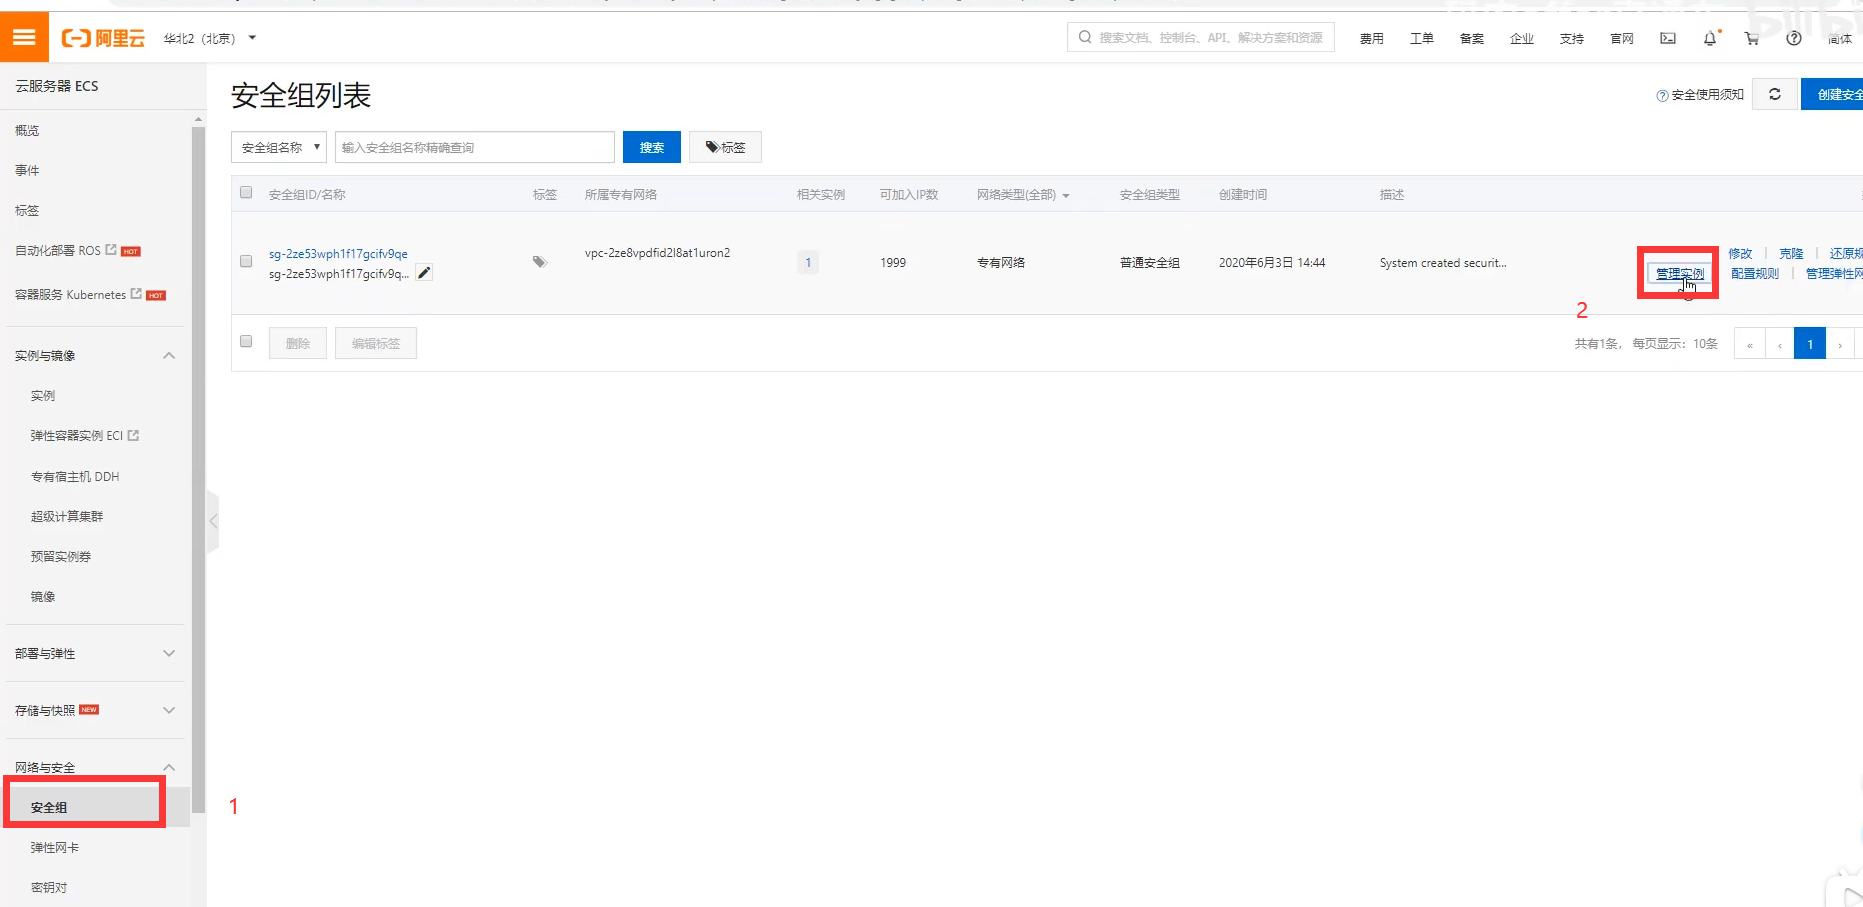 阿里云 华北2（北京） 搜索文档、控制台、API、解决方案和资源 费用 工单 备案 企业 支持 官网 简体
云服务器 ECS
概览
事件
标签
自动化部署 ROS HOT
容器服务 Kubernetes HOT
实例与镜像
实例
弹性容器实例 ECI
专有宿主机 DDH
超级计算集群
预留实例券
镜像
部署与弹性
存储与快照 NEW
网络与安全
安全组 1
弹性网卡
密钥对
安全组列表
安全使用须知 创建安全
安全组名称 输入安全组名称精确查询 搜索 标签
安全组ID/名称 标签 所属专有网络 相关实例 可加入IP数 网络类型(全部) 安全组类型 创建时间 描述
sg-2ze53wph1f17gcifv9qe vpc-2ze8vpdfid2l8at1uron2 修改 克隆 还原规
1 1999 专有网络 普通安全组 2020年6月3日 14:44 System created securit...
sg-2ze53wph1f17gcifv9q... 管理实例 配置规则 管理弹性网
2
删除 编辑标签 共有1条， 每页显示：10条 « ‹ 1 ›